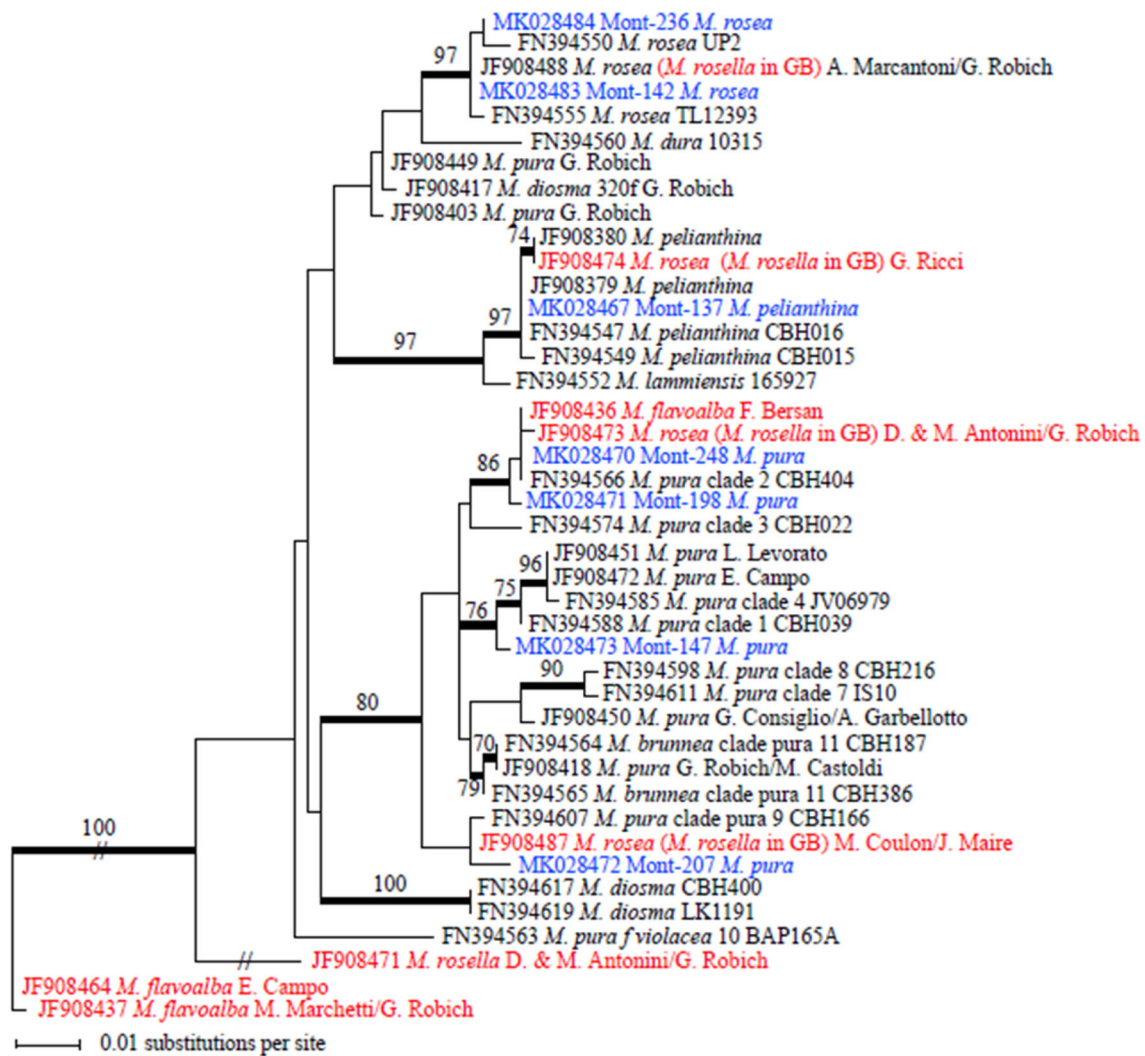 MK028484 Mont-236 M. rosea
FN394550 M. rosea UP2
97
JF908488 M. rosea (M. rosella in GB) A. Marcantoni/G. Robich
MK028483 Mont-142 M. rosea
FN394555 M. rosea TL12393
FN394560 M. dura 10315
JF908449 M. pura G. Robich
JF908417 M. diosma 320f G. Robich
JF908403 M. pura G. Robich
74
JF908380 M. pelianthina
JF908474 M. rosea (M. rosella in GB) G. Ricci
JF908379 M. pelianthina
MK028467 Mont-137 M. pelianthina
97
FN394547 M. pelianthina CBH016
97
FN394549 M. pelianthina CBH015
FN394552 M. lammiensis 165927
JF908436 M. flavoalba F. Bersan
JF908473 M. rosea (M. rosella in GB) D. & M. Antonini/G. Robich
MK028470 Mont-248 M. pura
86
FN394566 M. pura clade 2 CBH404
MK028471 Mont-198 M. pura
FN394574 M. pura clade 3 CBH022
JF908451 M. pura L. Levorato
96
JF908472 M. pura E. Campo
75
FN394585 M. pura clade 4 JV06979
76
FN394588 M. pura clade 1 CBH039
MK028473 Mont-147 M. pura
90
FN394598 M. pura clade 8 CBH216
FN394611 M. pura clade 7 IS10
80
JF908450 M. pura G. Consiglio/A. Garbellotto
70
FN394564 M. brunnea clade pura 11 CBH187
JF908418 M. pura G. Robich/M. Castoldi
79
FN394565 M. brunnea clade pura 11 CBH386
FN394607 M. pura clade pura 9 CBH166
100
JF908487 M. rosea (M. rosella in GB) M. Coulon/J. Maire
MK028472 Mont-207 M. pura
100
FN394617 M. diosma CBH400
FN394619 M. diosma LK1191
FN394563 M. pura f violacea 10 BAP165A
JF908471 M. rosella D. & M. Antonini/G. Robich
JF908464 M. flavoalba E. Campo
JF908437 M. flavoalba M. Marchetti/G. Robich
0.01 substitutions per site